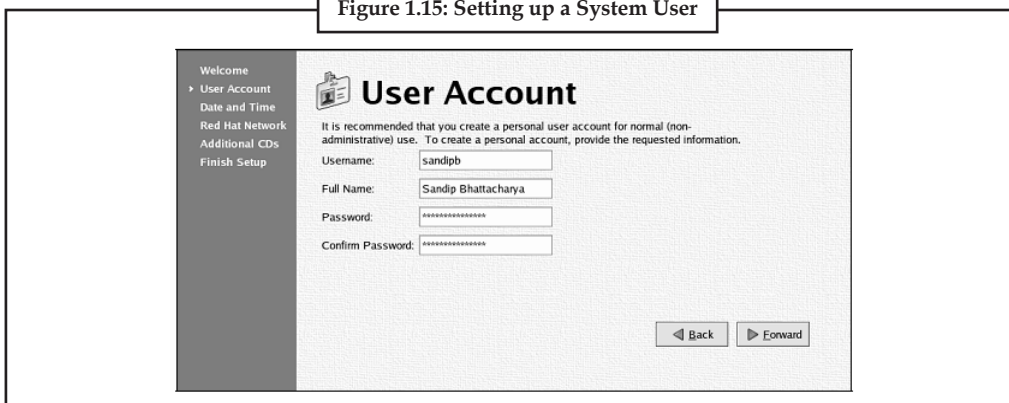 Figure 1.15: Setting up a System User
Welcome
User Account
Date and Time
Red Hat Network
Additional CDs
Finish Setup
User Account
It is recommended that you create a personal user account for normal (non-
administrative) use. To create a personal account, provide the requested information.
Username: sandipb
Full Name: Sandip Bhattacharya
Password: ***************
Confirm Password: ***************
Back Forward